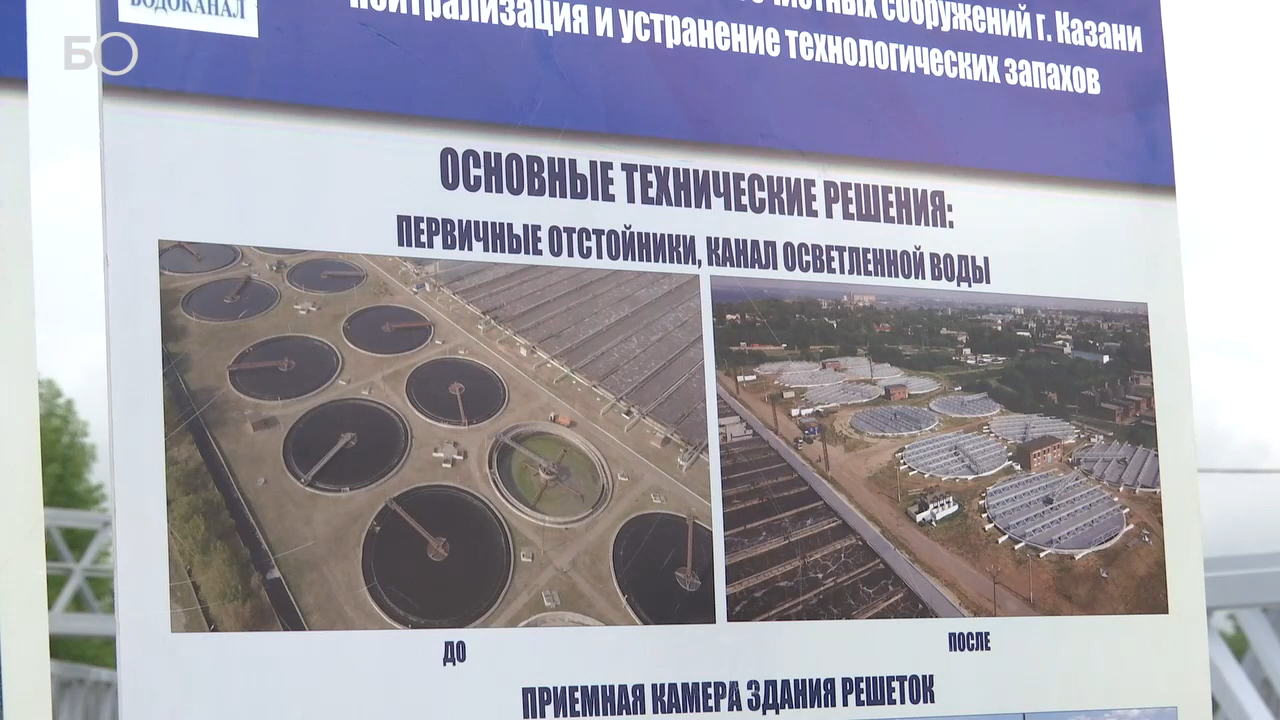 ВОДОКАНАЛ
БО
сооружений г. Казани
нейтрализация и устранение технологических запахов
ОСНОВНЫЕ ТЕХНИЧЕСКИЕ РЕШЕНИЯ:
ПЕРВИЧНЫЕ ОТСТОЙНИКИ, КАНАЛ ОСВЕТЛЕННОЙ ВОДЫ
ДО
ПОСЛЕ
ПРИЕМНАЯ КАМЕРА ЗДАНИЯ РЕШЕТОК